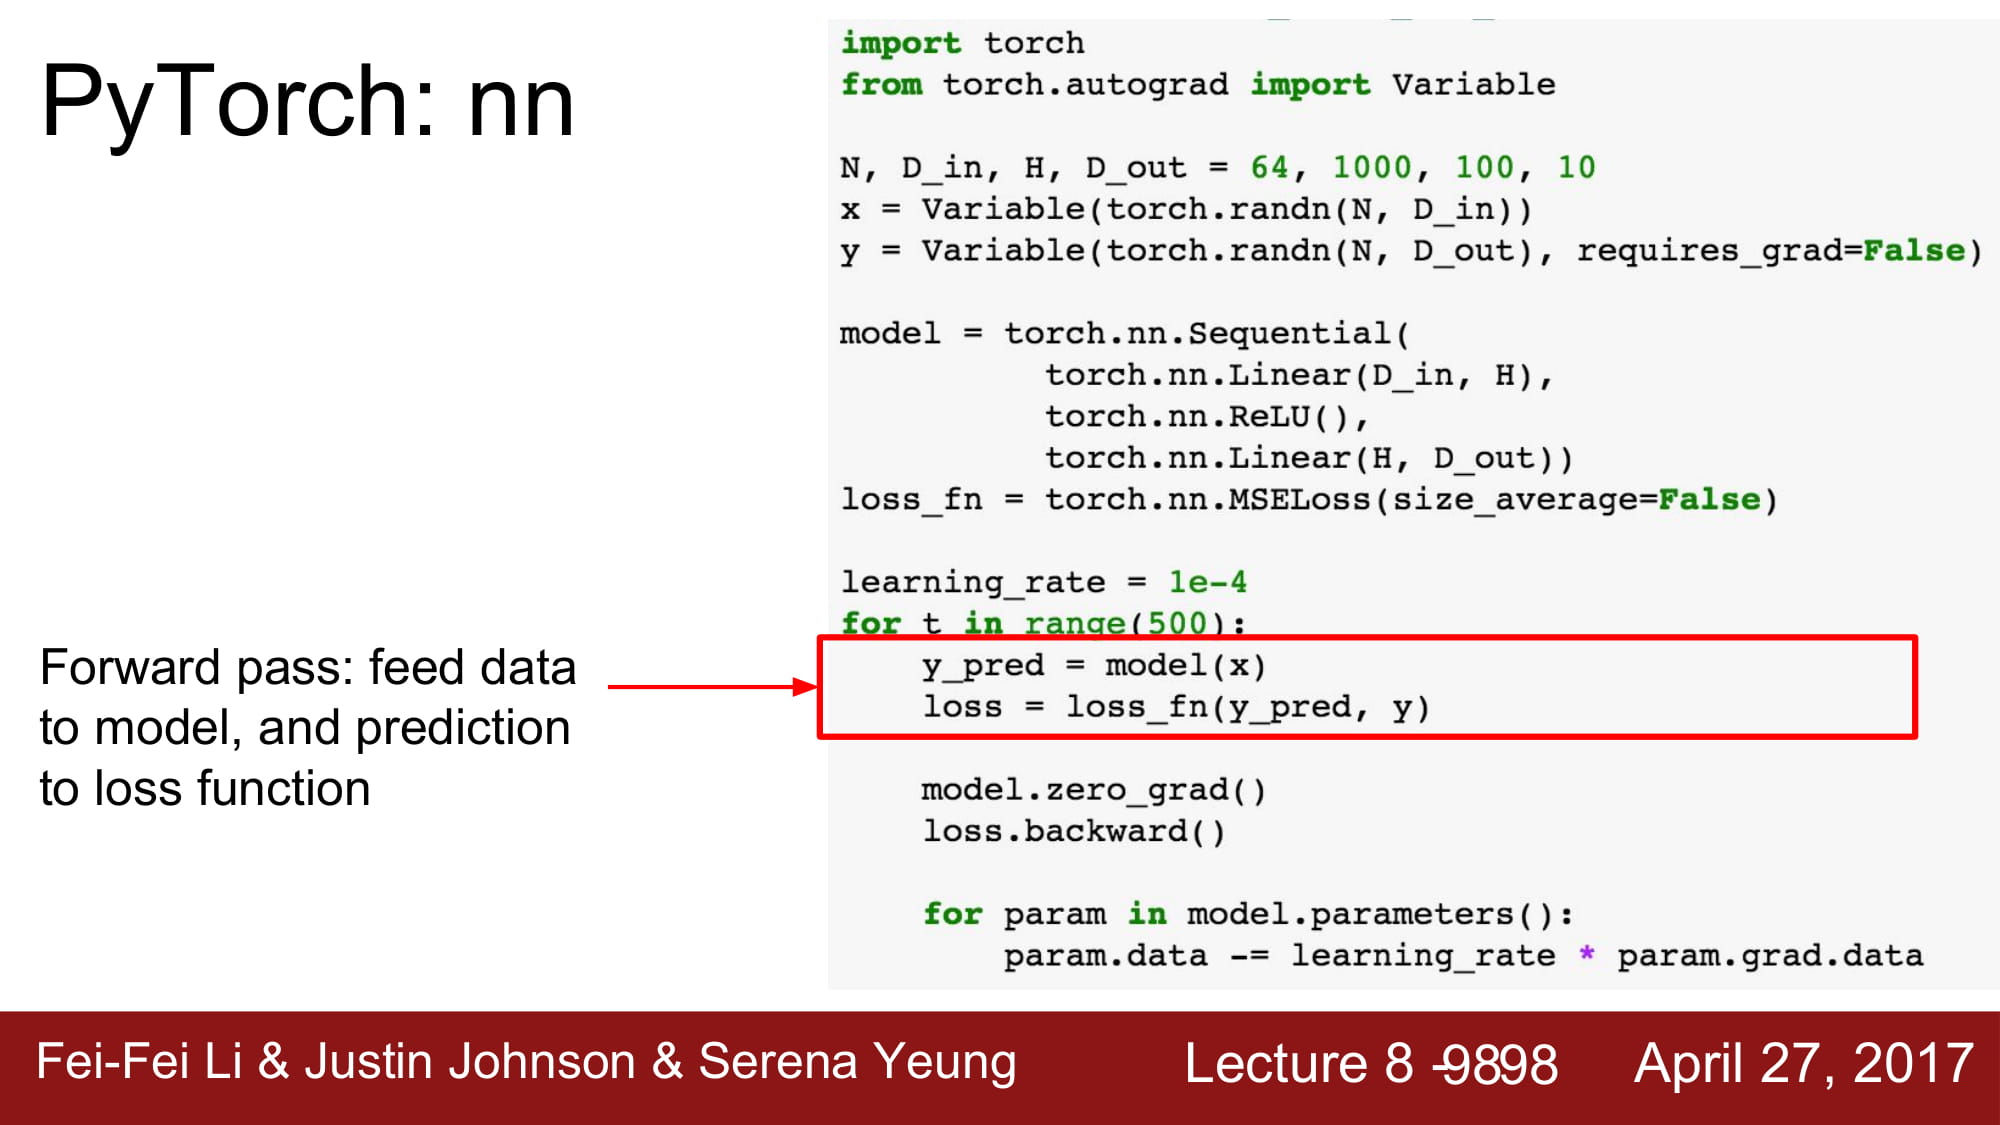 PyTorch: nn
import torch
from torch.autograd import Variable
N, D_in, H, D_out = 64, 1000, 100, 10
x = Variable(torch.randn(N, D_in))
y = Variable(torch.randn(N, D_out), requires_grad=False)
model = torch.nn.Sequential(
          torch.nn.Linear(D_in, H),
          torch.nn.ReLU(),
          torch.nn.Linear(H, D_out))
loss_fn = torch.nn.MSELoss(size_average=False)
learning_rate = 1e-4
for t in range(500):
    y_pred = model(x)
    loss = loss_fn(y_pred, y)
    model.zero_grad()
    loss.backward()
    for param in model.parameters():
        param.data -= learning_rate * param.grad.data
Forward pass: feed data
to model, and prediction
to loss function
Fei-Fei Li & Justin Johnson & Serena Yeung
Lecture 8 -9898
April 27, 2017